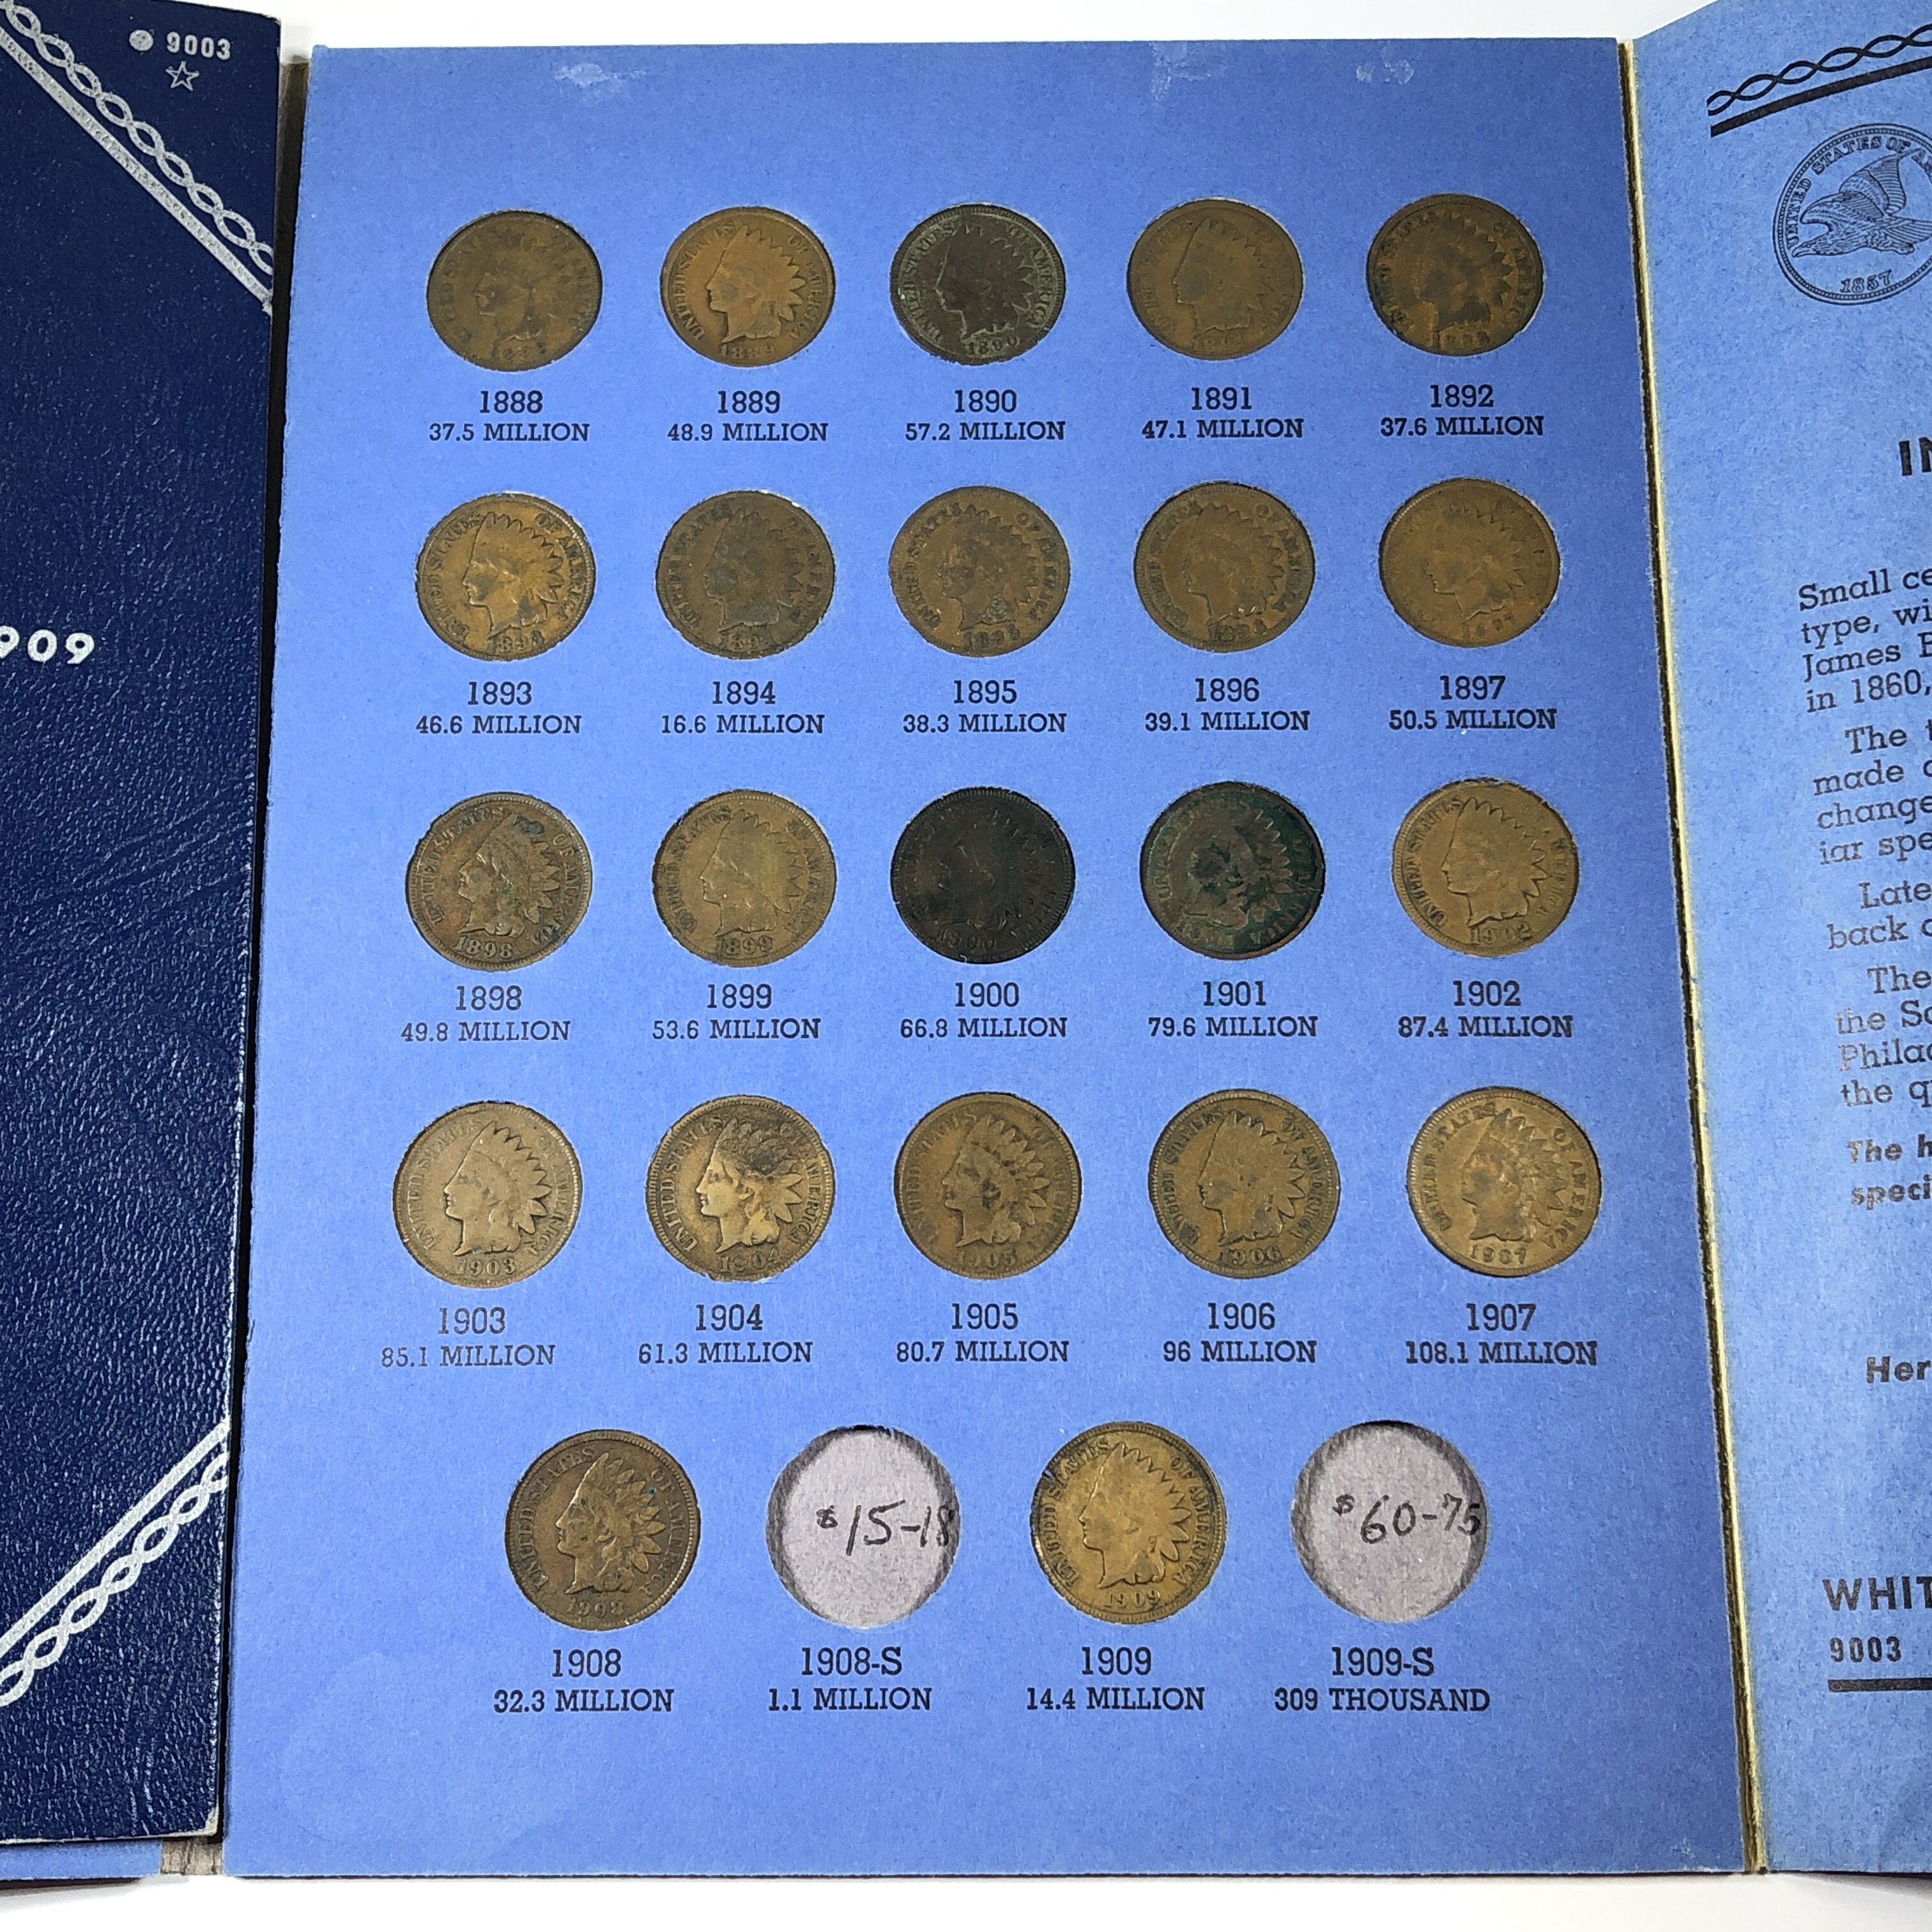 9003
909
1888
37.5 MILLION
1889
48.9 MILLION
1890
57.2 MILLION
1891
47.1 MILLION
1892
37.6 MILLION
1893
46.6 MILLION
1894
16.6 MILLION
1895
38.3 MILLION
1896
39.1 MILLION
1897
50.5 MILLION
1898
49.8 MILLION
1899
53.6 MILLION
1900
66.8 MILLION
1901
79.6 MILLION
1902
87.4 MILLION
1903
85.1 MILLION
1904
61.3 MILLION
1905
80.7 MILLION
1906
96 MILLION
1907
108.1 MILLION
1908
32.3 MILLION
$15-18
1908-S
1.1 MILLION
1909
14.4 MILLION
$60-75
1909-S
309 THOUSAND
UNITED STATES OF
1857
IN
Small ce
type, wi
James B
in 1860,
The t
made o
change
iar spe
Late
back o
The
the Sc
Philad
the q
The h
speci
Her
WHIT
9003